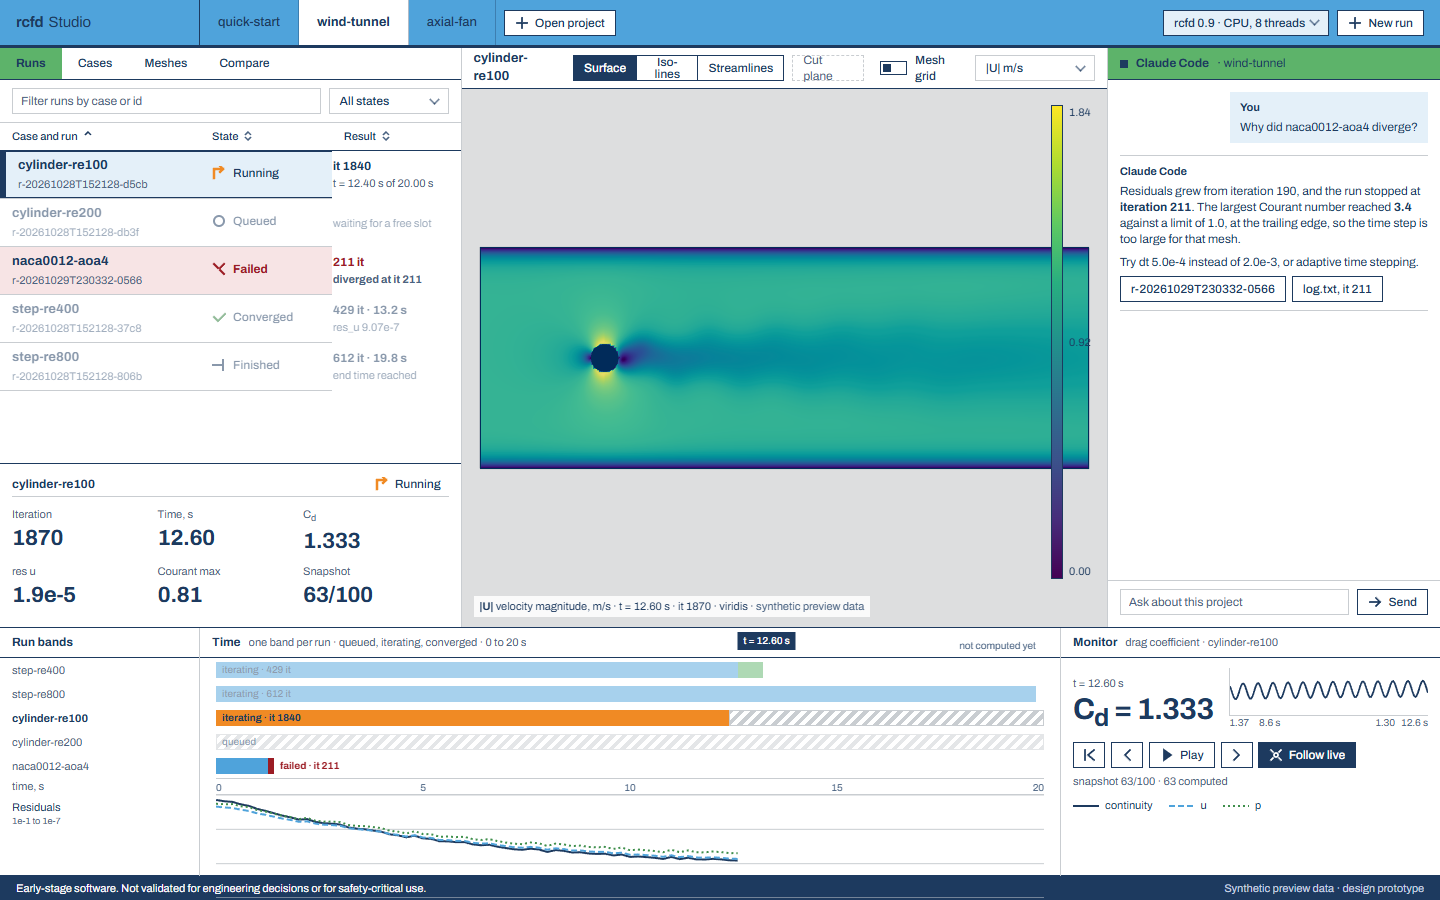 rcfd Studio
quick-start
wind-tunnel
axial-fan
Open project
rcfd 0.9 · CPU, 8 threads
New run
Runs
Cases
Meshes
Compare
Filter runs by case or id
All states
Case and run
State
Result
cylinder-re100
r-20261028T152128-d5cb
Running
it 1840
t = 12.40 s of 20.00 s
cylinder-re200
r-20261028T152128-db3f
Queued
waiting for a free slot
naca0012-aoa4
r-20261029T230332-0566
Failed
211 it
diverged at it 211
step-re400
r-20261028T152128-37c8
Converged
429 it · 13.2 s
res_u 9.07e-7
step-re800
r-20261028T152128-806b
Finished
612 it · 19.8 s
end time reached
cylinder-re100
Running
Iteration
1870
Time, s
12.60
Cd
1.333
res u
1.9e-5
Courant max
0.81
Snapshot
63/100
cylinder-
re100
Surface
Iso-
lines
Streamlines
Cut
plane
Mesh
grid
|U| m/s
1.84
0.92
0.00
|U| velocity magnitude, m/s · t = 12.60 s · it 1870 · viridis · synthetic preview data
Claude Code · wind-tunnel
You
Why did naca0012-aoa4 diverge?
Claude Code
Residuals grew from iteration 190, and the run stopped at
iteration 211. The largest Courant number reached 3.4
against a limit of 1.0, at the trailing edge, so the time step is
too large for that mesh.
Try dt 5.0e-4 instead of 2.0e-3, or adaptive time stepping.
r-20261029T230332-0566
log.txt, it 211
Ask about this project
Send
Run bands
step-re400
step-re800
cylinder-re100
cylinder-re200
naca0012-aoa4
time, s
Residuals
1e-1 to 1e-7
Time one band per run · queued, iterating, converged · 0 to 20 s
t = 12.60 s
not computed yet
iterating · 429 it
iterating · 612 it
iterating · it 1840
queued
failed · it 211
0
5
10
15
20
Monitor drag coefficient · cylinder-re100
t = 12.60 s
Cd = 1.333
1.37 8.6 s
1.30 12.6 s
Play
Follow live
snapshot 63/100 · 63 computed
continuity
u
p
Early-stage software. Not validated for engineering decisions or for safety-critical use.
Synthetic preview data · design prototype